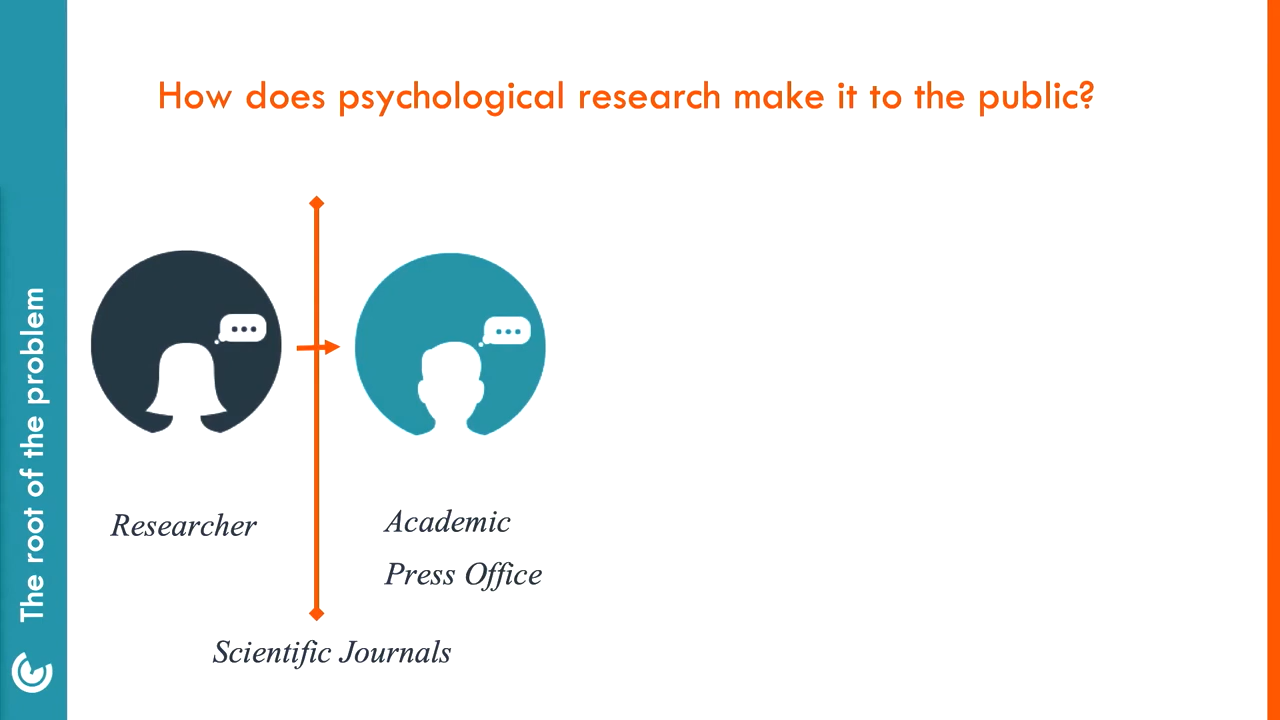 How does psychological research make it to the public?
The root of the problem
Researcher
Academic
Press Office
Scientific Journals